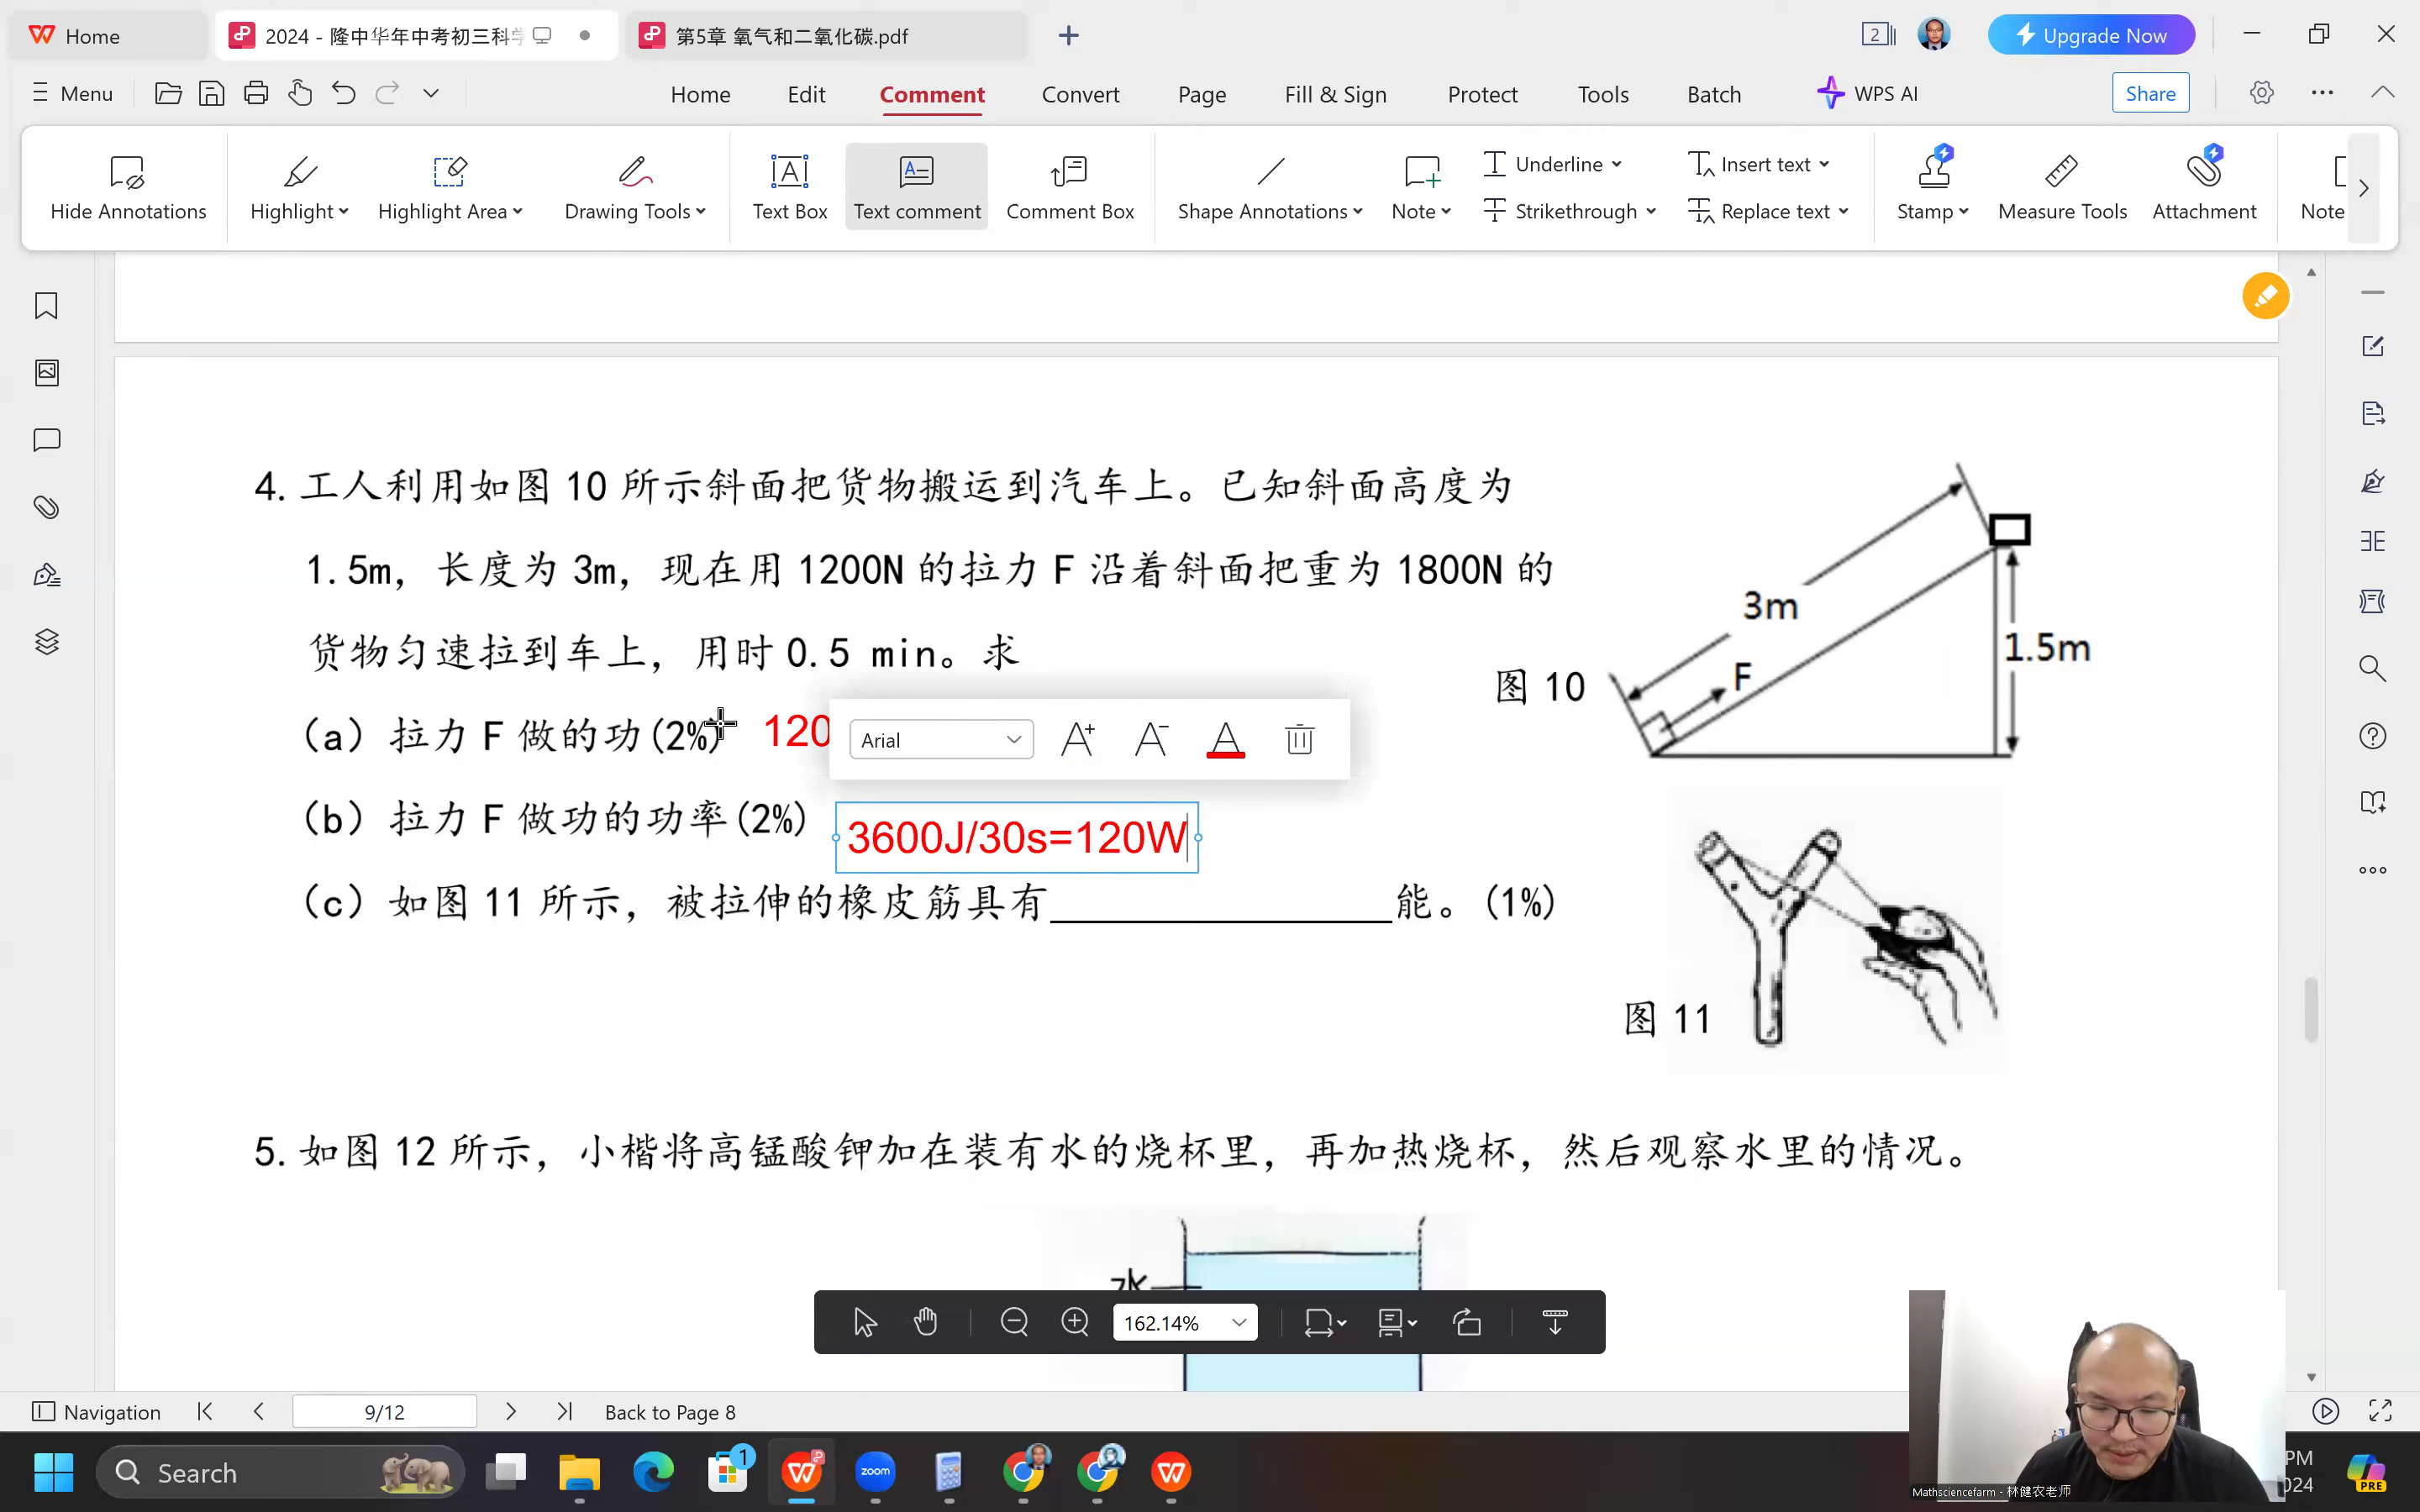 Home
2024 - 隆中华年中考初三科学
第5章 氧气和二氧化碳.pdf
2
Upgrade Now
Menu
Home
Edit
Comment
Convert
Page
Fill & Sign
Protect
Tools
Batch
WPS AI
Share
Hide Annotations
Highlight
Highlight Area
Drawing Tools
Text Box
Text comment
Comment Box
Shape Annotations
Note
Underline
Strikethrough
Insert text
Replace text
Stamp
Measure Tools
Attachment
Note
4. 工人利用如图 10 所示斜面把货物搬运到汽车上。已知斜面高度为
1.5m，长度为 3m，现在用 1200N 的拉力 F 沿着斜面把重为 1800N 的
货物匀速拉到车上，用时 0.5 min。求
(a) 拉力 F 做的功(2%) 120
Arial
(b) 拉力 F 做功的功率(2%) 3600J/30s=120W
(c) 如图 11 所示，被拉伸的橡皮筋具有________________能。(1%)
3m
F
1.5m
图 10
图 11
5. 如图 12 所示，小楷将高锰酸钾加在装有水的烧杯里，再加热烧杯，然后观察水里的情况。
水
162.14%
Navigation
9/12
Back to Page 8
Search
1
zoom
PM
024
PRE
Mathsciencefarm - 林健农老师